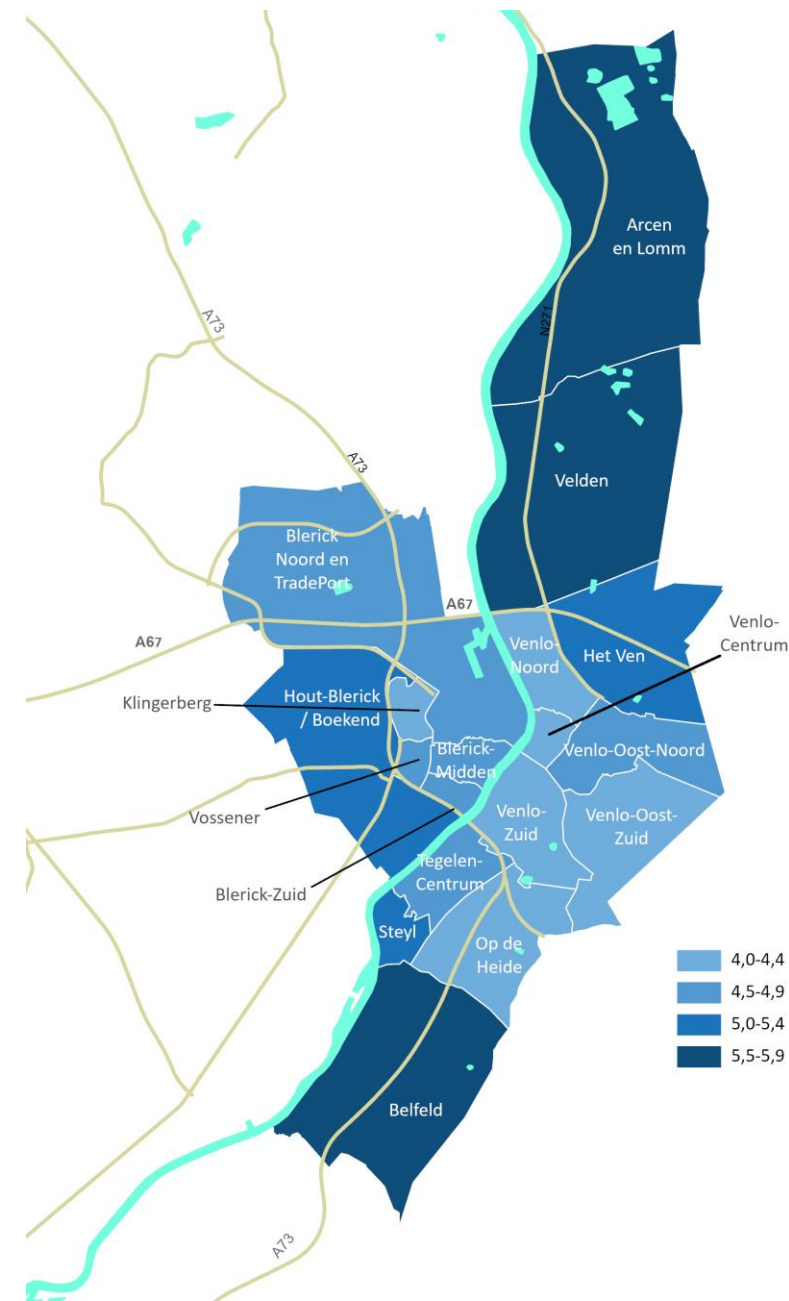 Arcen
en Lomm
A73
N271
A73
Velden
Blerick
Noord en
TradePort
A67
A67
Venlo-
Centrum
Venlo-
Noord
Het Ven
Klingerberg
Hout-Blerick
/ Boekend
Blerick-
Midden
Venlo-Oost-Noord
Vossener
Venlo-
Zuid
Venlo-Oost-
Zuid
Blerick-Zuid
Tegelen-
Centrum
Steyl
Op de
Heide
4,0-4,4
4,5-4,9
5,0-5,4
5,5-5,9
Belfeld
A73